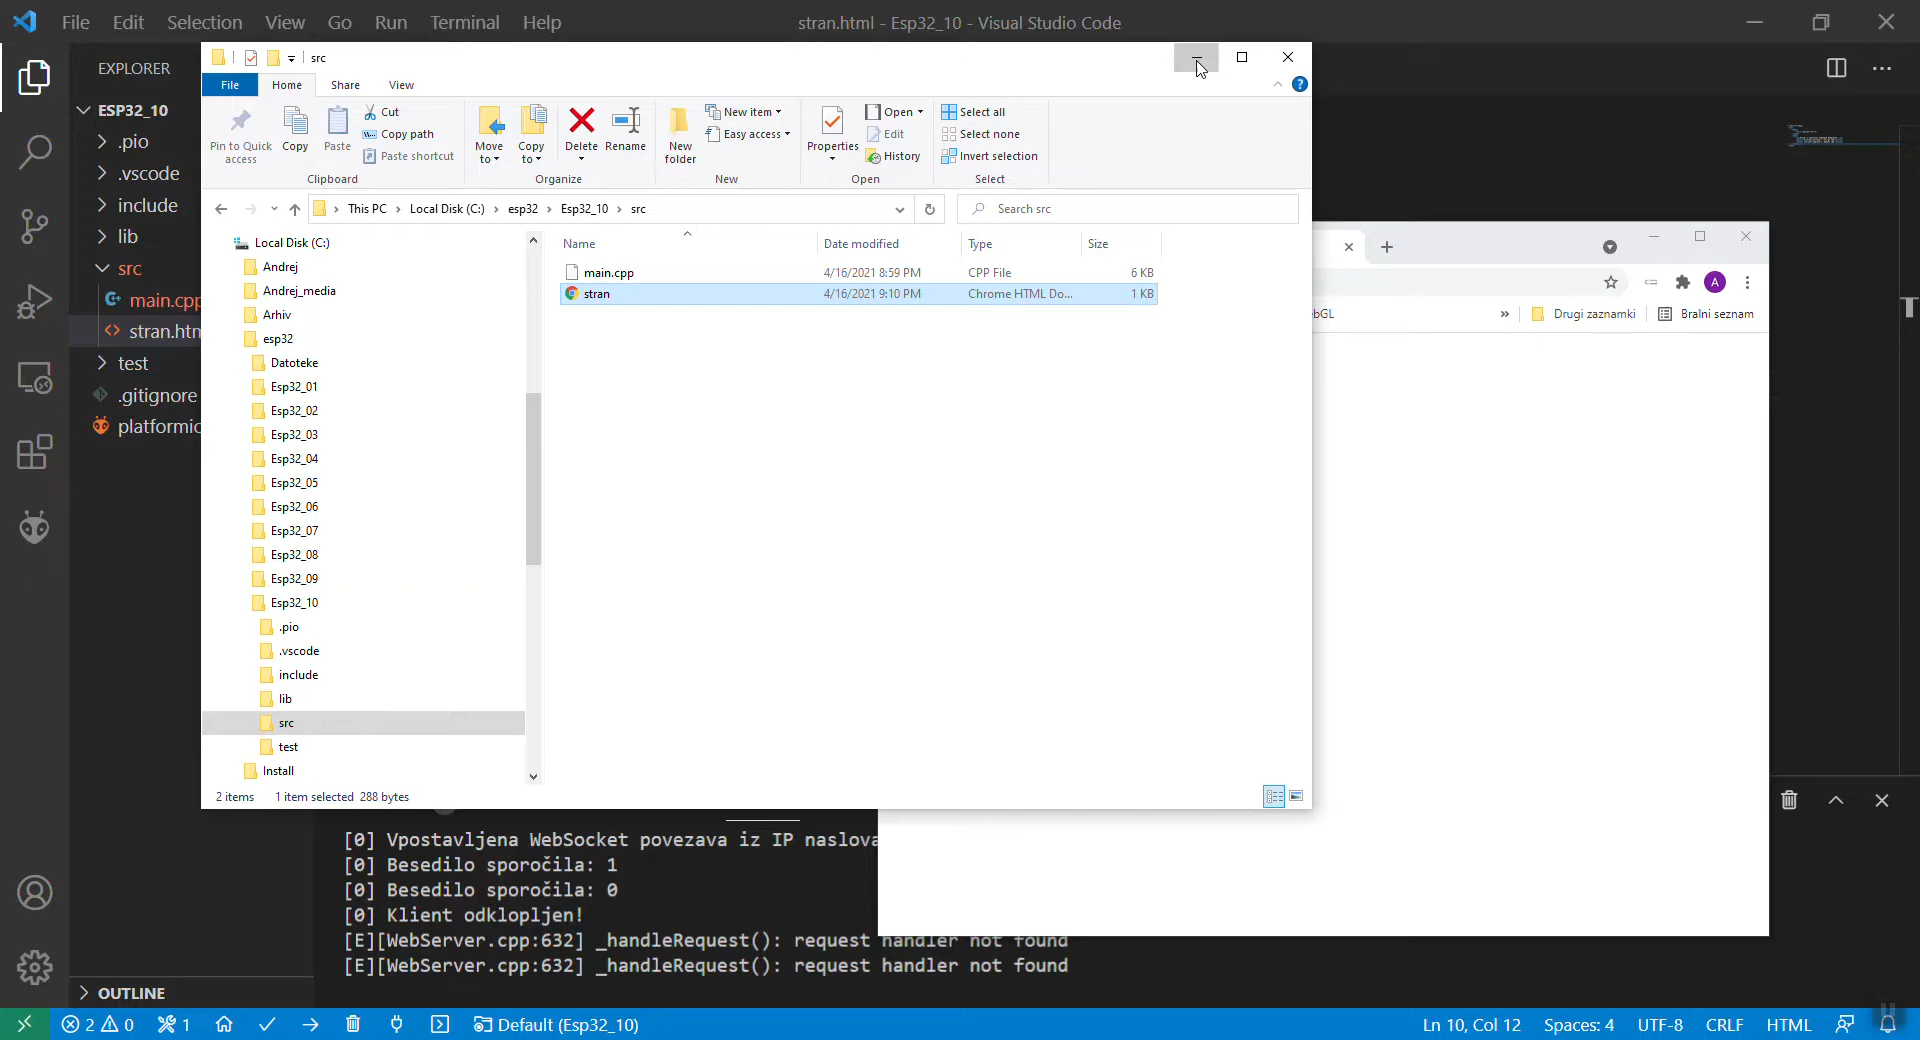 File Edit Selection View Go Run Terminal Help
stran.html - Esp32_10 - Visual Studio Code
EXPLORER
ESP32_10
.pio
.vscode
include
lib
src
main.cpp
stran.htm
test
.gitignore
platformio
OUTLINE
src
File Home Share View
Pin to Quick access
Copy
Paste
Cut
Copy path
Paste shortcut
Clipboard
Move to
Copy to
Delete
Rename
Organize
New folder
New item
Easy access
New
Properties
Open
Edit
History
Open
Select all
Select none
Invert selection
Select
This PC Local Disk (C:) esp32 Esp32_10 src
Search src
Local Disk (C:)
Andrej
Andrej_media
Arhiv
esp32
Datoteke
Esp32_01
Esp32_02
Esp32_03
Esp32_04
Esp32_05
Esp32_06
Esp32_07
Esp32_08
Esp32_09
Esp32_10
.pio
.vscode
include
lib
src
test
Install
Name Date modified Type Size
main.cpp 4/16/2021 8:59 PM CPP File 6 KB
stran 4/16/2021 9:10 PM Chrome HTML Do... 1 KB
2 items 1 item selected 288 bytes
A
bGL
» Drugi zaznamki Bralni seznam
[0] Vpostavljena WebSocket povezava iz IP naslova
[0] Besedilo sporočila: 1
[0] Besedilo sporočila: 0
[0] Klient odklopljen!
[E][WebServer.cpp:632] _handleRequest(): request handler not found
[E][WebServer.cpp:632] _handleRequest(): request handler not found
2 0 1 Default (Esp32_10) Ln 10, Col 12 Spaces: 4 UTF-8 CRLF HTML